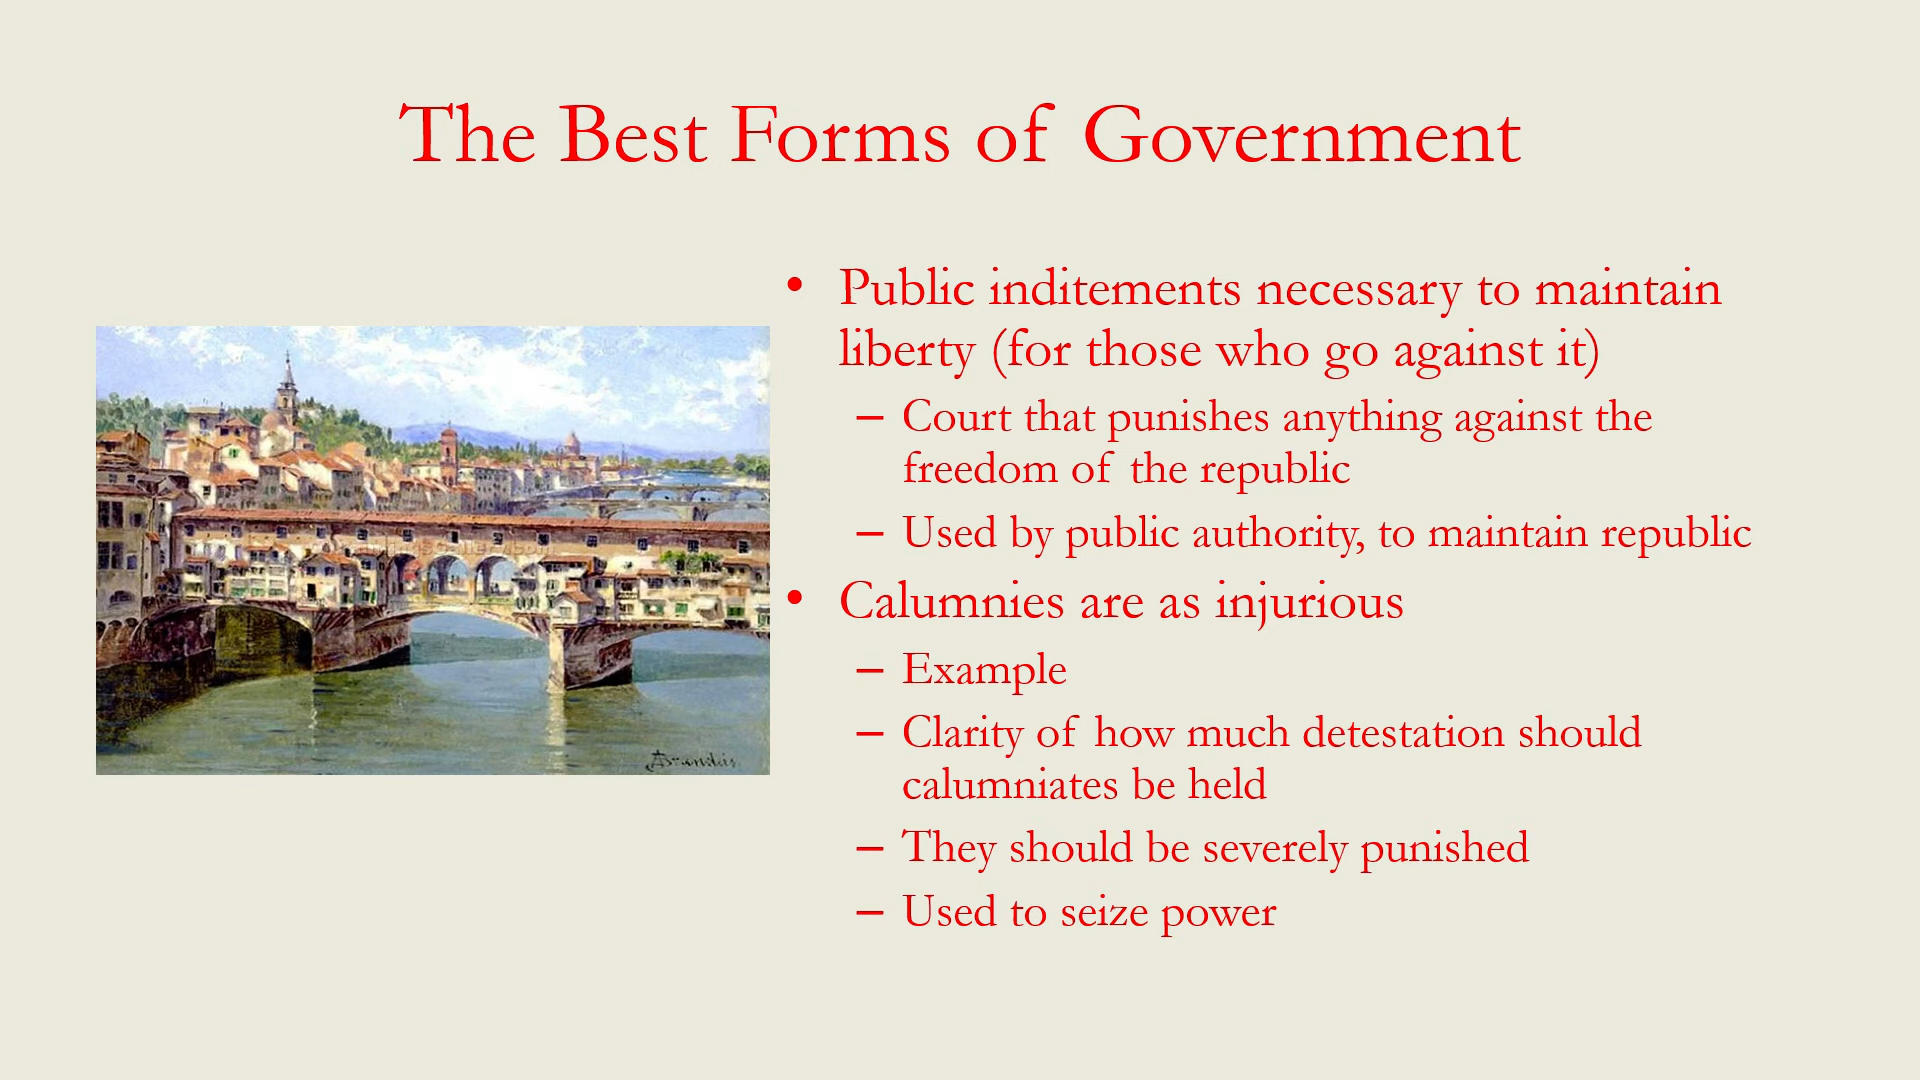 The Best Forms of Government
• Public inditements necessary to maintain
liberty (for those who go against it)
– Court that punishes anything against the
freedom of the republic
– Used by public authority, to maintain republic
• Calumnies are as injurious
– Example
– Clarity of how much detestation should
calumniates be held
– They should be severely punished
– Used to seize power